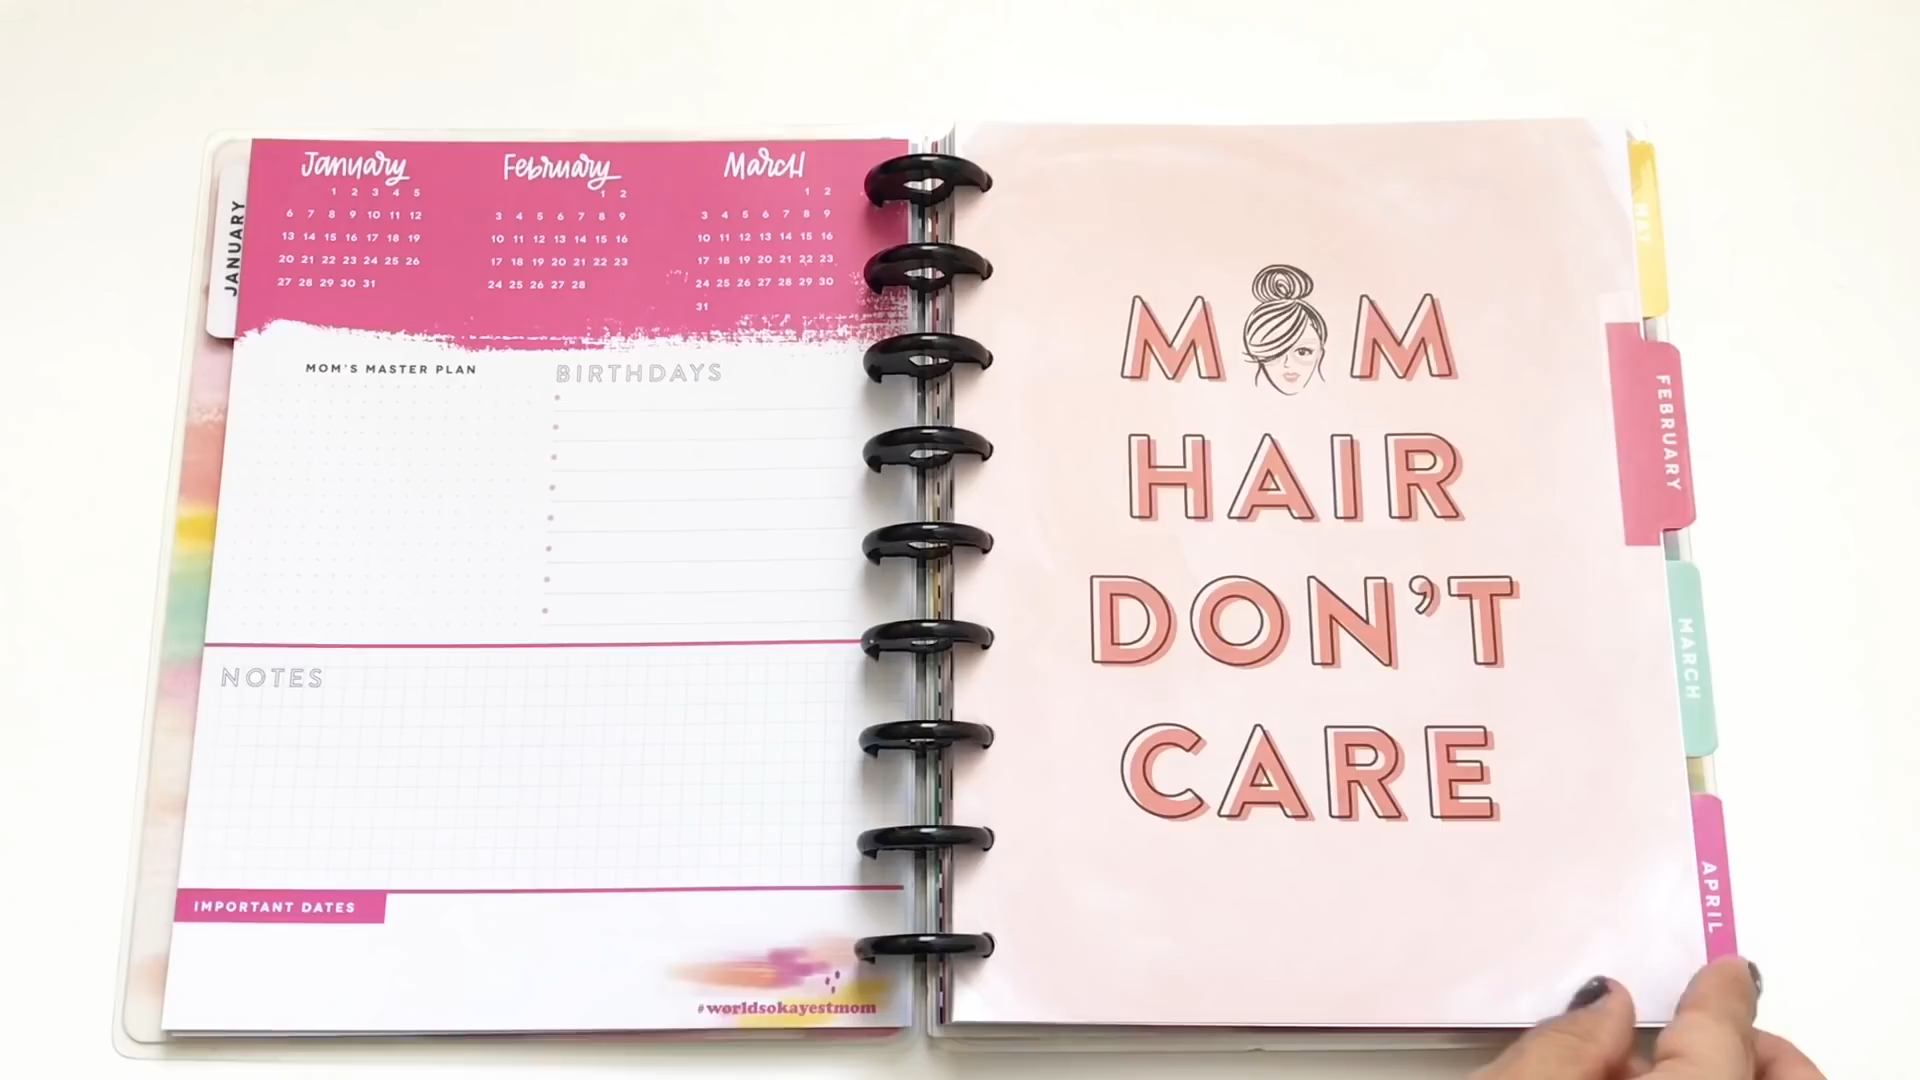 JANUARY
January
1 2 3 4 5
6 7 8 9 10 11 12
13 14 15 16 17 18 19
20 21 22 23 24 25 26
27 28 29 30 31
February
1 2
3 4 5 6 7 8 9
10 11 12 13 14 15 16
17 18 19 20 21 22 23
24 25 26 27 28
March
1 2
3 4 5 6 7 8 9
10 11 12 13 14 15 16
17 18 19 20 21 22 23
24 25 26 27 28 29 30
31
MOM'S MASTER PLAN
BIRTHDAYS
NOTES
IMPORTANT DATES
#worldsokayestmom
M M
HAIR
DON'T
CARE
MAY
FEBRUARY
MARCH
APRIL